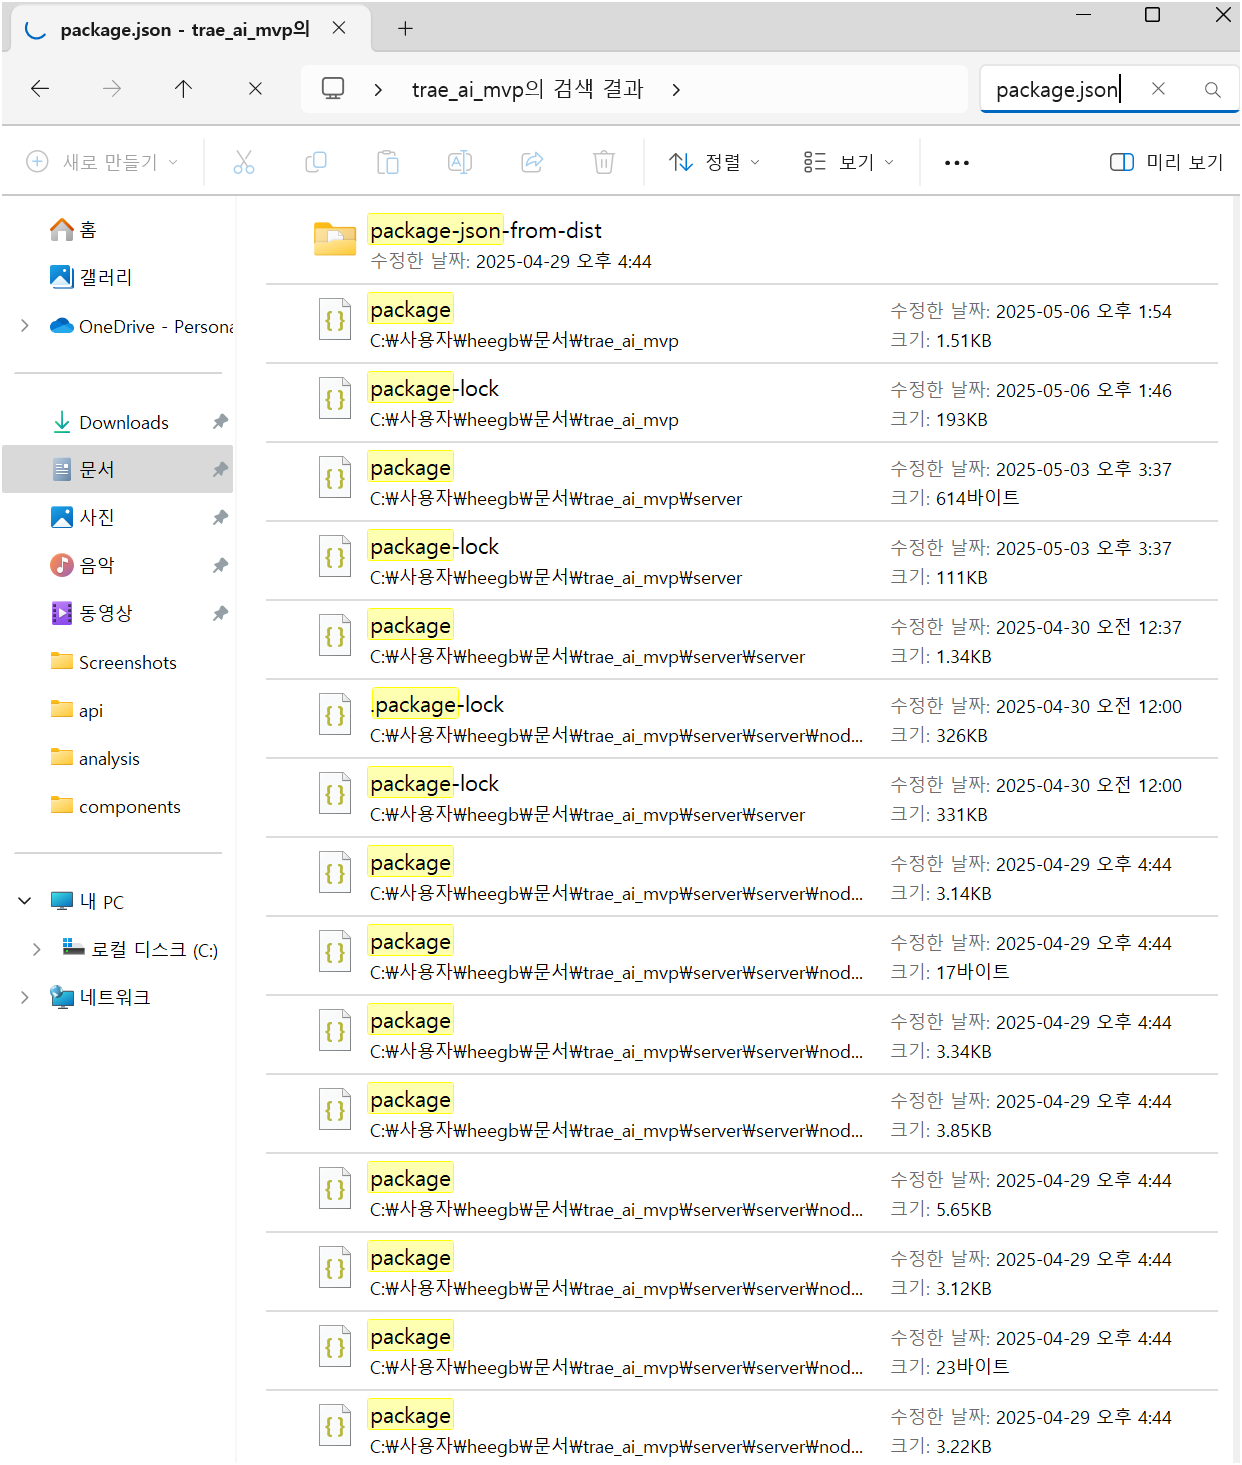 package.json - trae_ai_mvp의
trae_ai_mvp의 검색 결과
package.json
새로 만들기
정렬
보기
미리 보기
홈
갤러리
OneDrive - Persona
Downloads
문서
사진
음악
동영상
Screenshots
api
analysis
components
내 PC
로컬 디스크 (C:)
네트워크
package-json-from-dist
수정한 날짜: 2025-04-29 오후 4:44
package
수정한 날짜: 2025-05-06 오후 1:54
C:₩사용자₩heegb₩문서₩trae_ai_mvp
크기: 1.51KB
package-lock
수정한 날짜: 2025-05-06 오후 1:46
C:₩사용자₩heegb₩문서₩trae_ai_mvp
크기: 193KB
package
수정한 날짜: 2025-05-03 오후 3:37
C:₩사용자₩heegb₩문서₩trae_ai_mvp₩server
크기: 614바이트
package-lock
수정한 날짜: 2025-05-03 오후 3:37
C:₩사용자₩heegb₩문서₩trae_ai_mvp₩server
크기: 111KB
package
수정한 날짜: 2025-04-30 오전 12:37
C:₩사용자₩heegb₩문서₩trae_ai_mvp₩server₩server
크기: 1.34KB
.package-lock
수정한 날짜: 2025-04-30 오전 12:00
C:₩사용자₩heegb₩문서₩trae_ai_mvp₩server₩server₩nod...
크기: 326KB
package-lock
수정한 날짜: 2025-04-30 오전 12:00
C:₩사용자₩heegb₩문서₩trae_ai_mvp₩server₩server
크기: 331KB
package
수정한 날짜: 2025-04-29 오후 4:44
C:₩사용자₩heegb₩문서₩trae_ai_mvp₩server₩server₩nod...
크기: 3.14KB
package
수정한 날짜: 2025-04-29 오후 4:44
C:₩사용자₩heegb₩문서₩trae_ai_mvp₩server₩server₩nod...
크기: 17바이트
package
수정한 날짜: 2025-04-29 오후 4:44
C:₩사용자₩heegb₩문서₩trae_ai_mvp₩server₩server₩nod...
크기: 3.34KB
package
수정한 날짜: 2025-04-29 오후 4:44
C:₩사용자₩heegb₩문서₩trae_ai_mvp₩server₩server₩nod...
크기: 3.85KB
package
수정한 날짜: 2025-04-29 오후 4:44
C:₩사용자₩heegb₩문서₩trae_ai_mvp₩server₩server₩nod...
크기: 5.65KB
package
수정한 날짜: 2025-04-29 오후 4:44
C:₩사용자₩heegb₩문서₩trae_ai_mvp₩server₩server₩nod...
크기: 3.12KB
package
수정한 날짜: 2025-04-29 오후 4:44
C:₩사용자₩heegb₩문서₩trae_ai_mvp₩server₩server₩nod...
크기: 23바이트
package
수정한 날짜: 2025-04-29 오후 4:44
C:₩사용자₩heegb₩문서₩trae_ai_mvp₩server₩server₩nod...
크기: 3.22KB